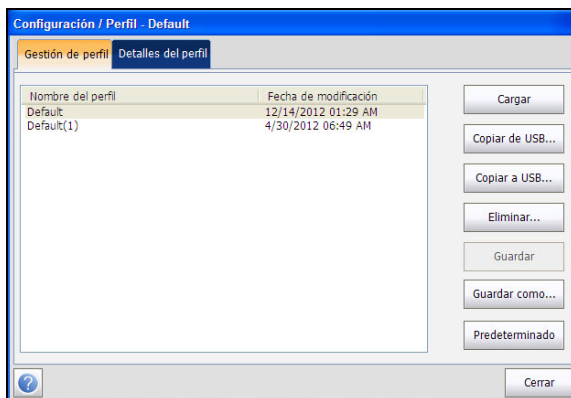 Configuración / Perfil - Default
Gestión de perfil Detalles del perfil
Nombre del perfil Fecha de modificación
Default 12/14/2012 01:29 AM
Default(1) 4/30/2012 06:49 AM
Cargar
Copiar de USB...
Copiar a USB...
Eliminar...
Guardar
Guardar como...
Predeterminado
?
Cerrar